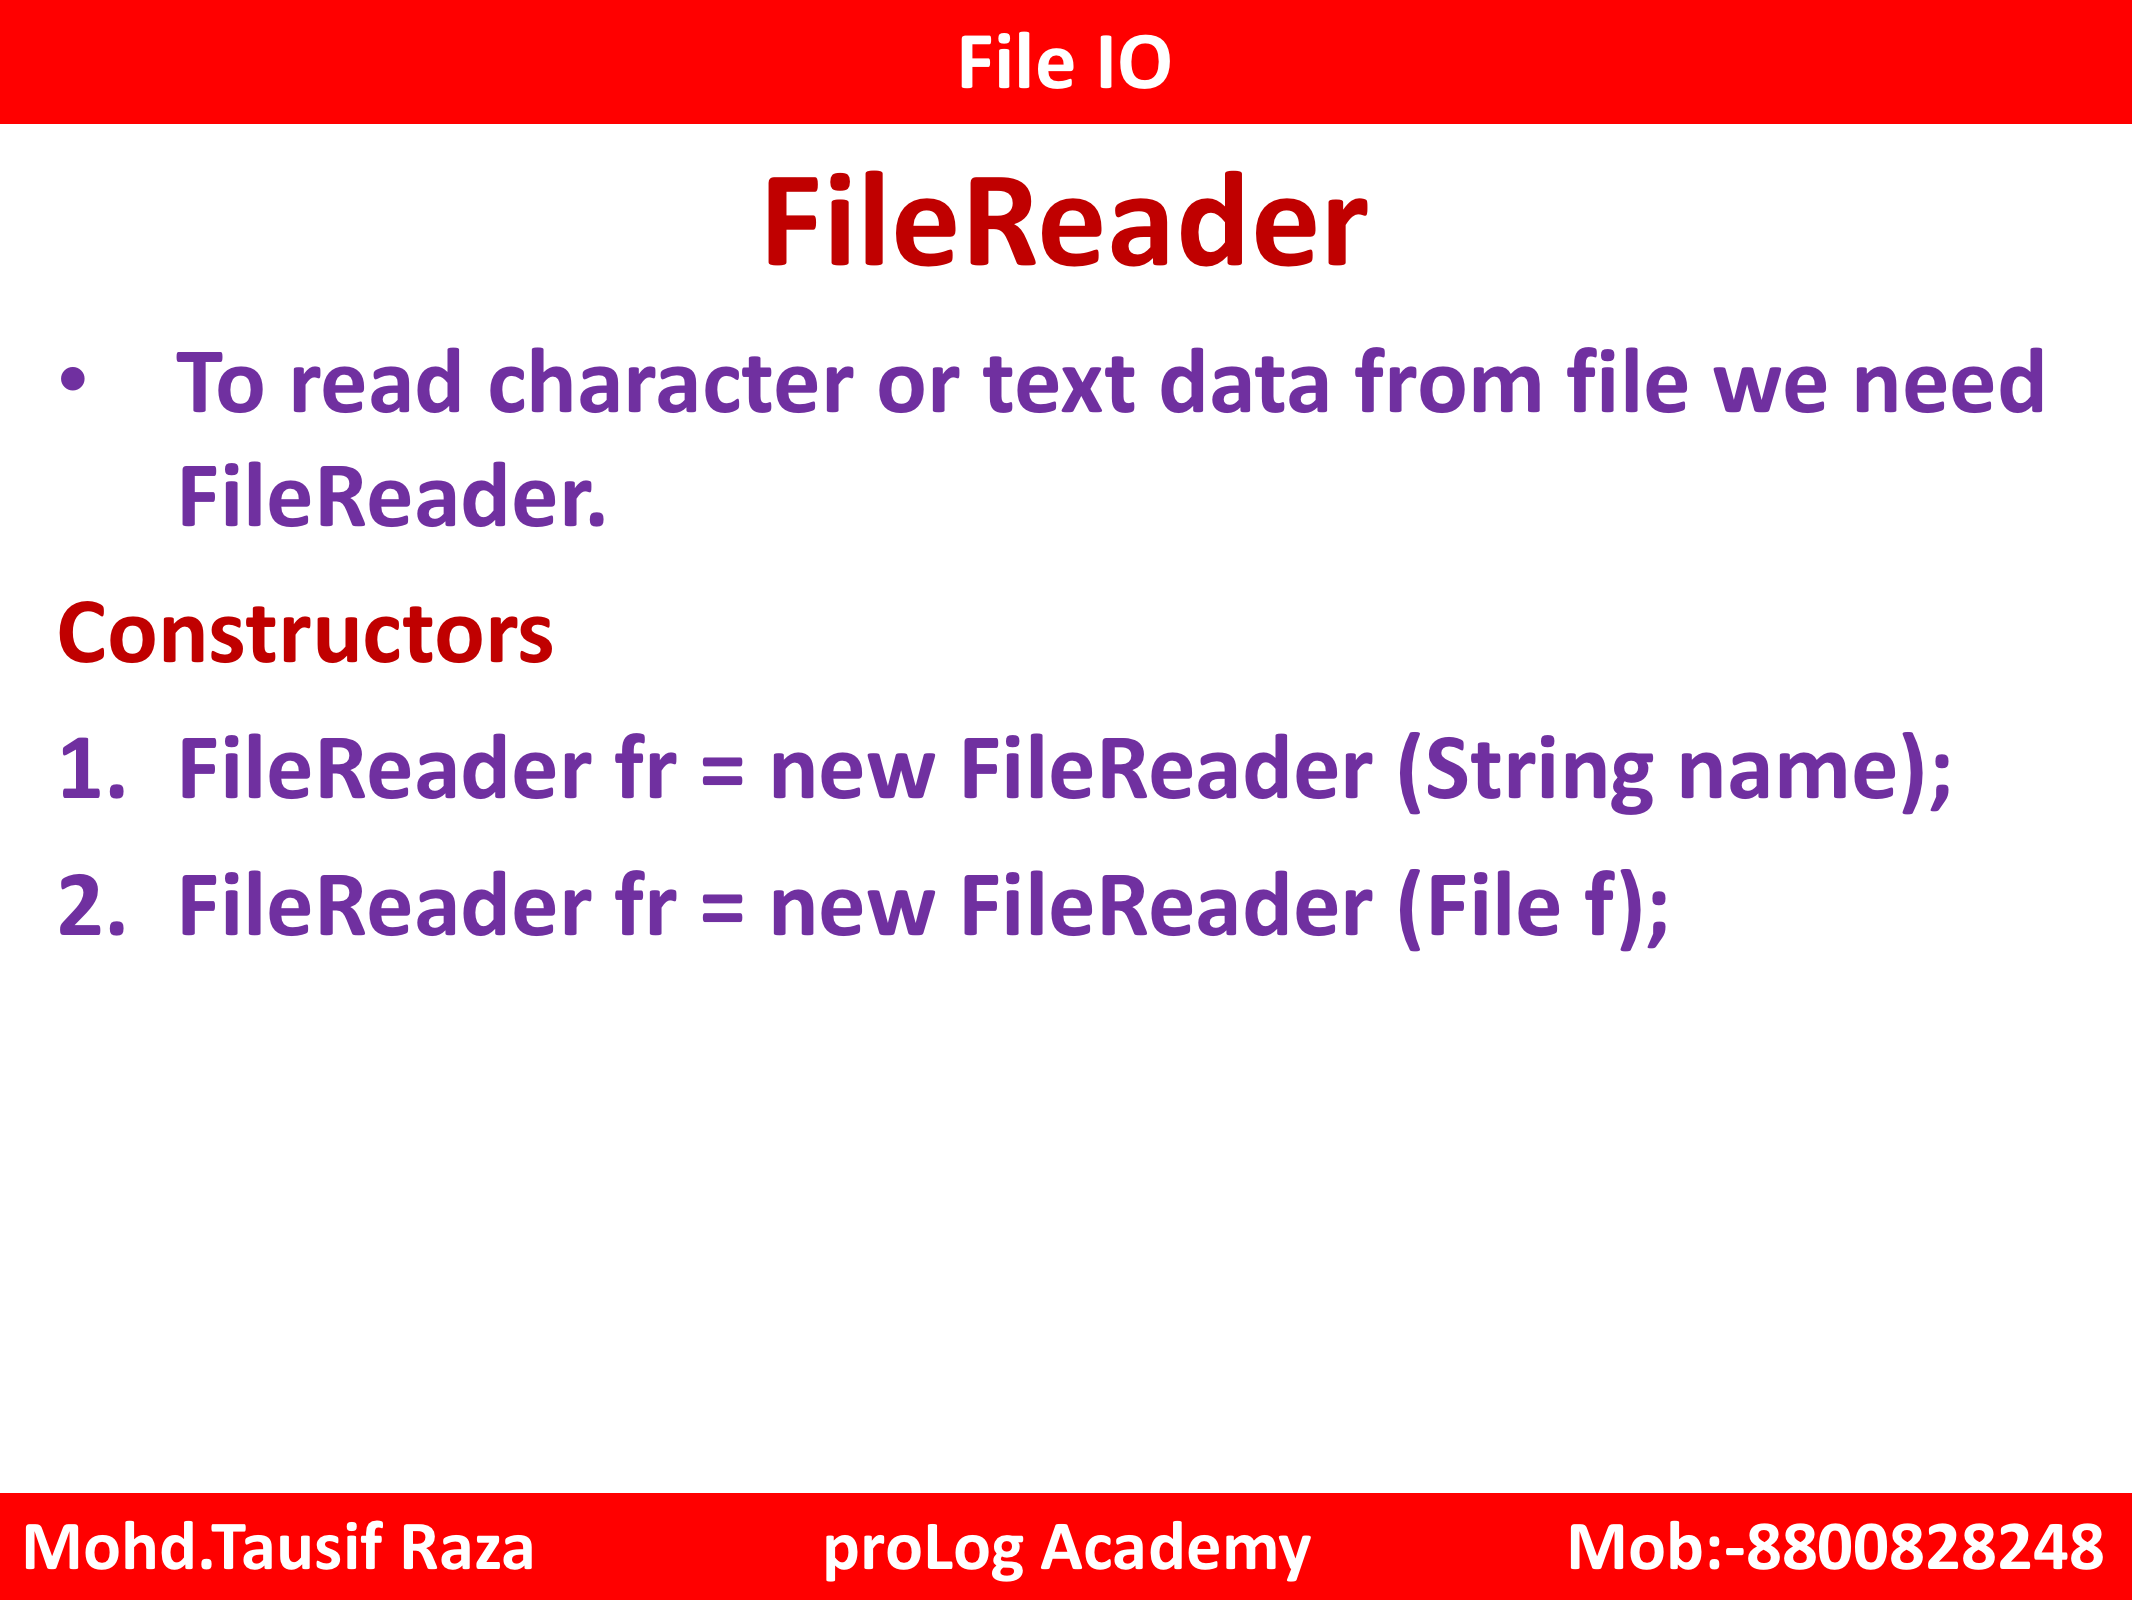 File IO
FileReader
• To read character or text data from file we need
FileReader.
Constructors
1. FileReader fr = new FileReader (String name);
2. FileReader fr = new FileReader (File f);
Mohd.Tausif Raza proLog Academy Mob:-8800828248